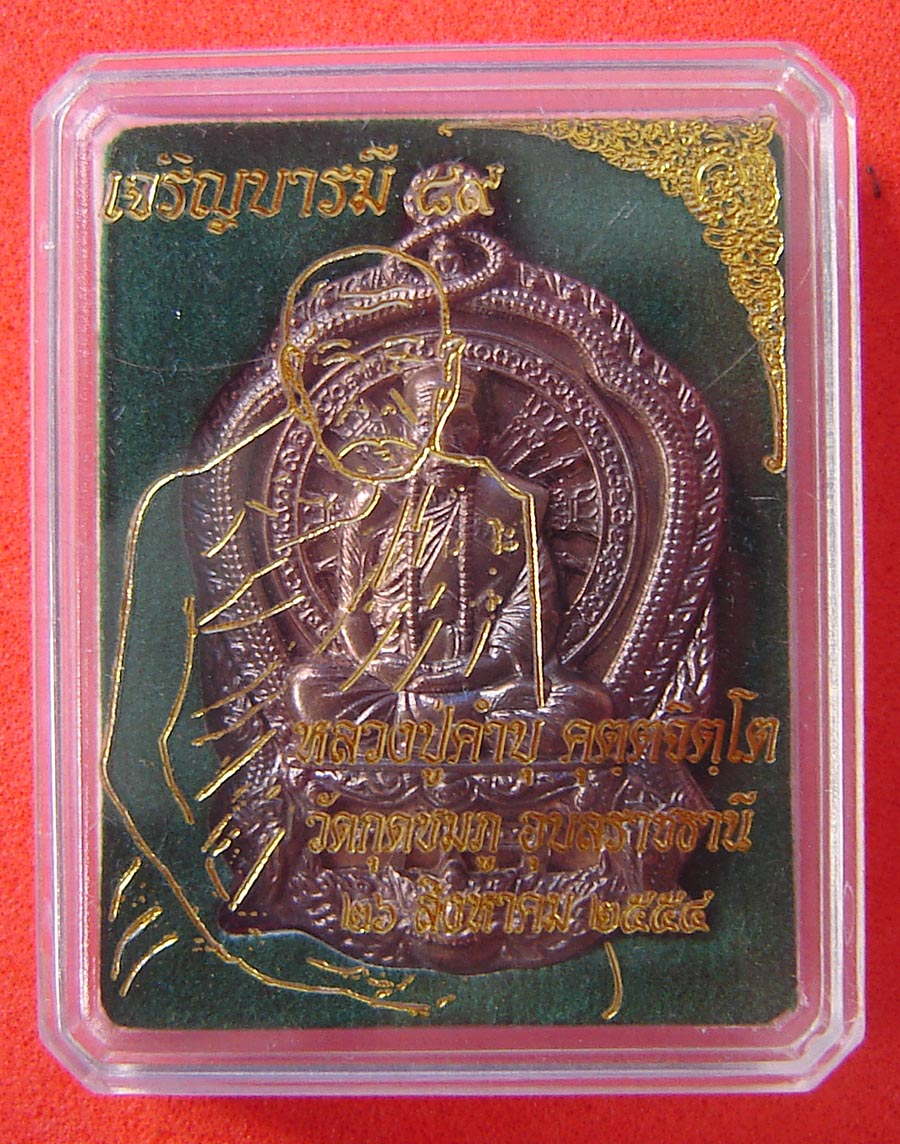 เจริญบารมี ๘๙
หลวงปู่คำบุ คุตฺตจิตฺโต
วัดกุดชมภู อุบลราชธานี
๒๖ สิงหาคม ๒๕๕๔